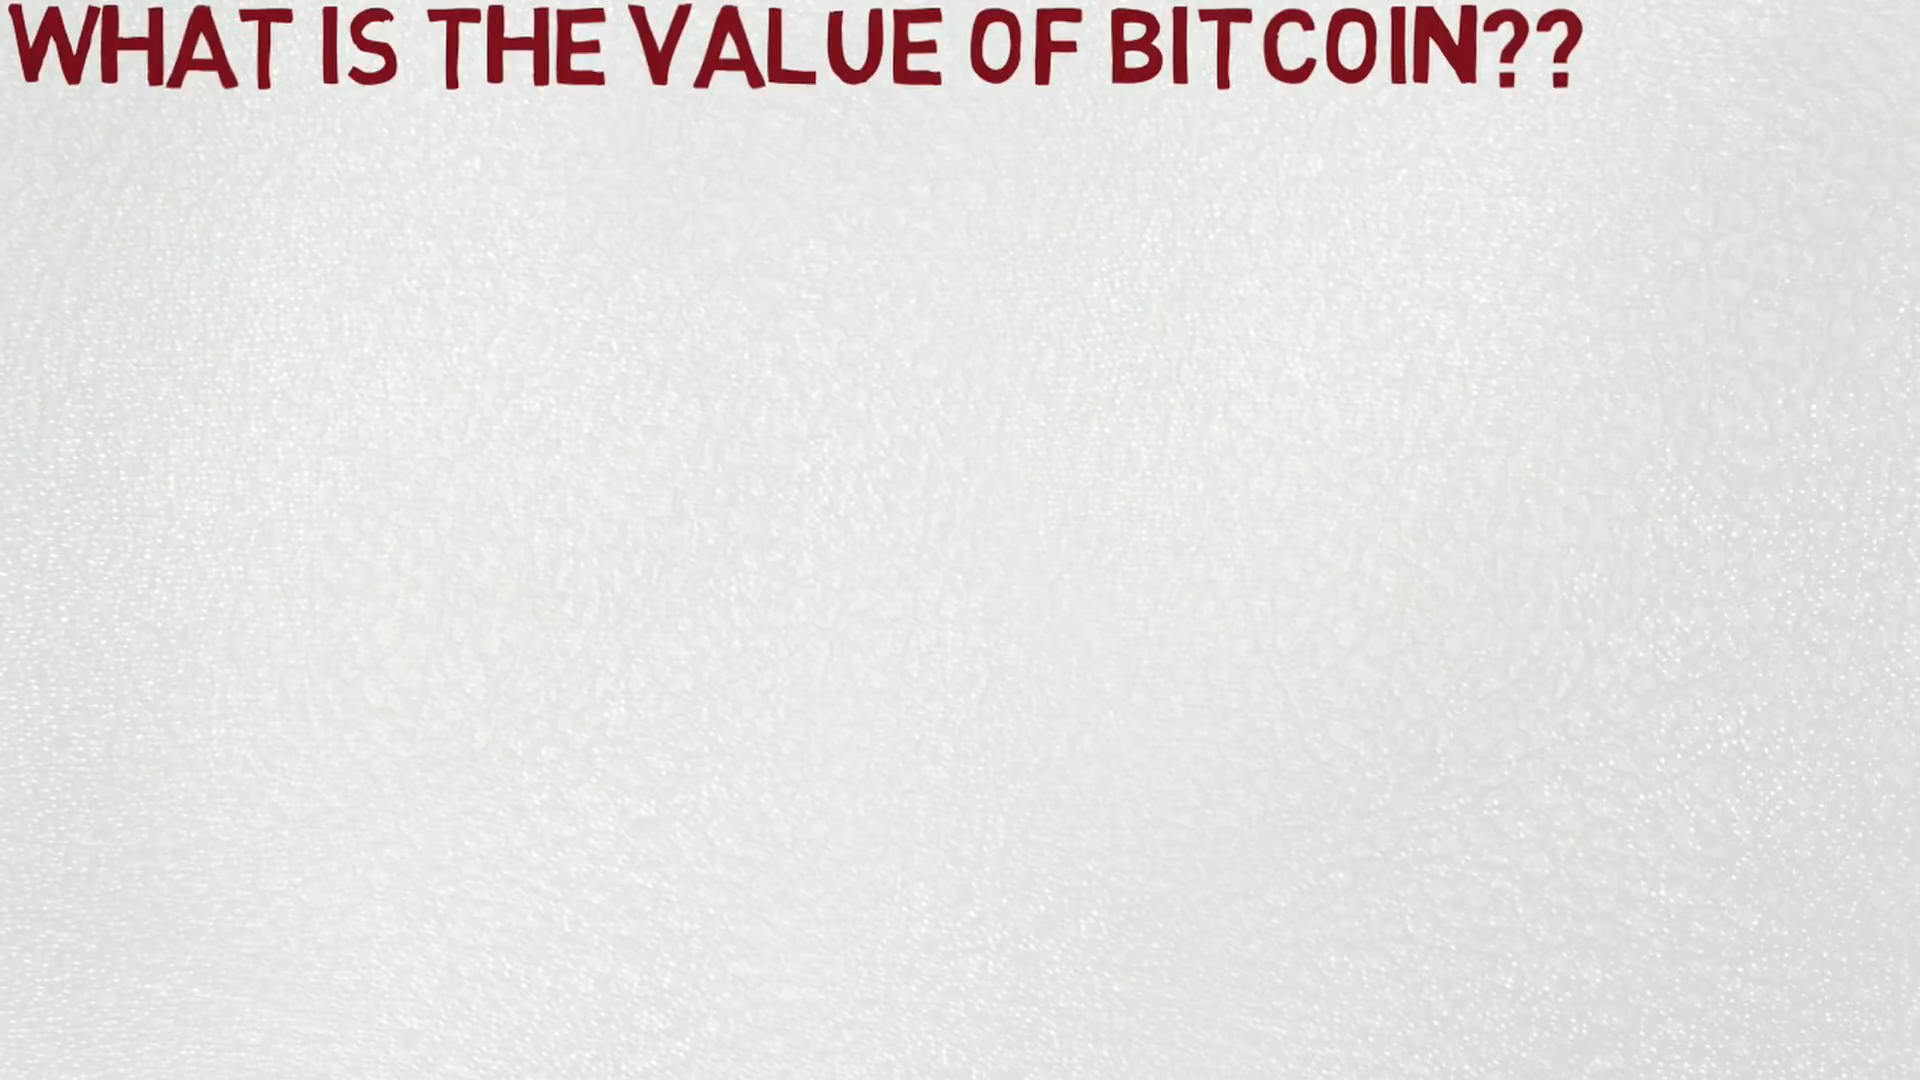 WHAT IS THE VALUE OF BITCOIN??